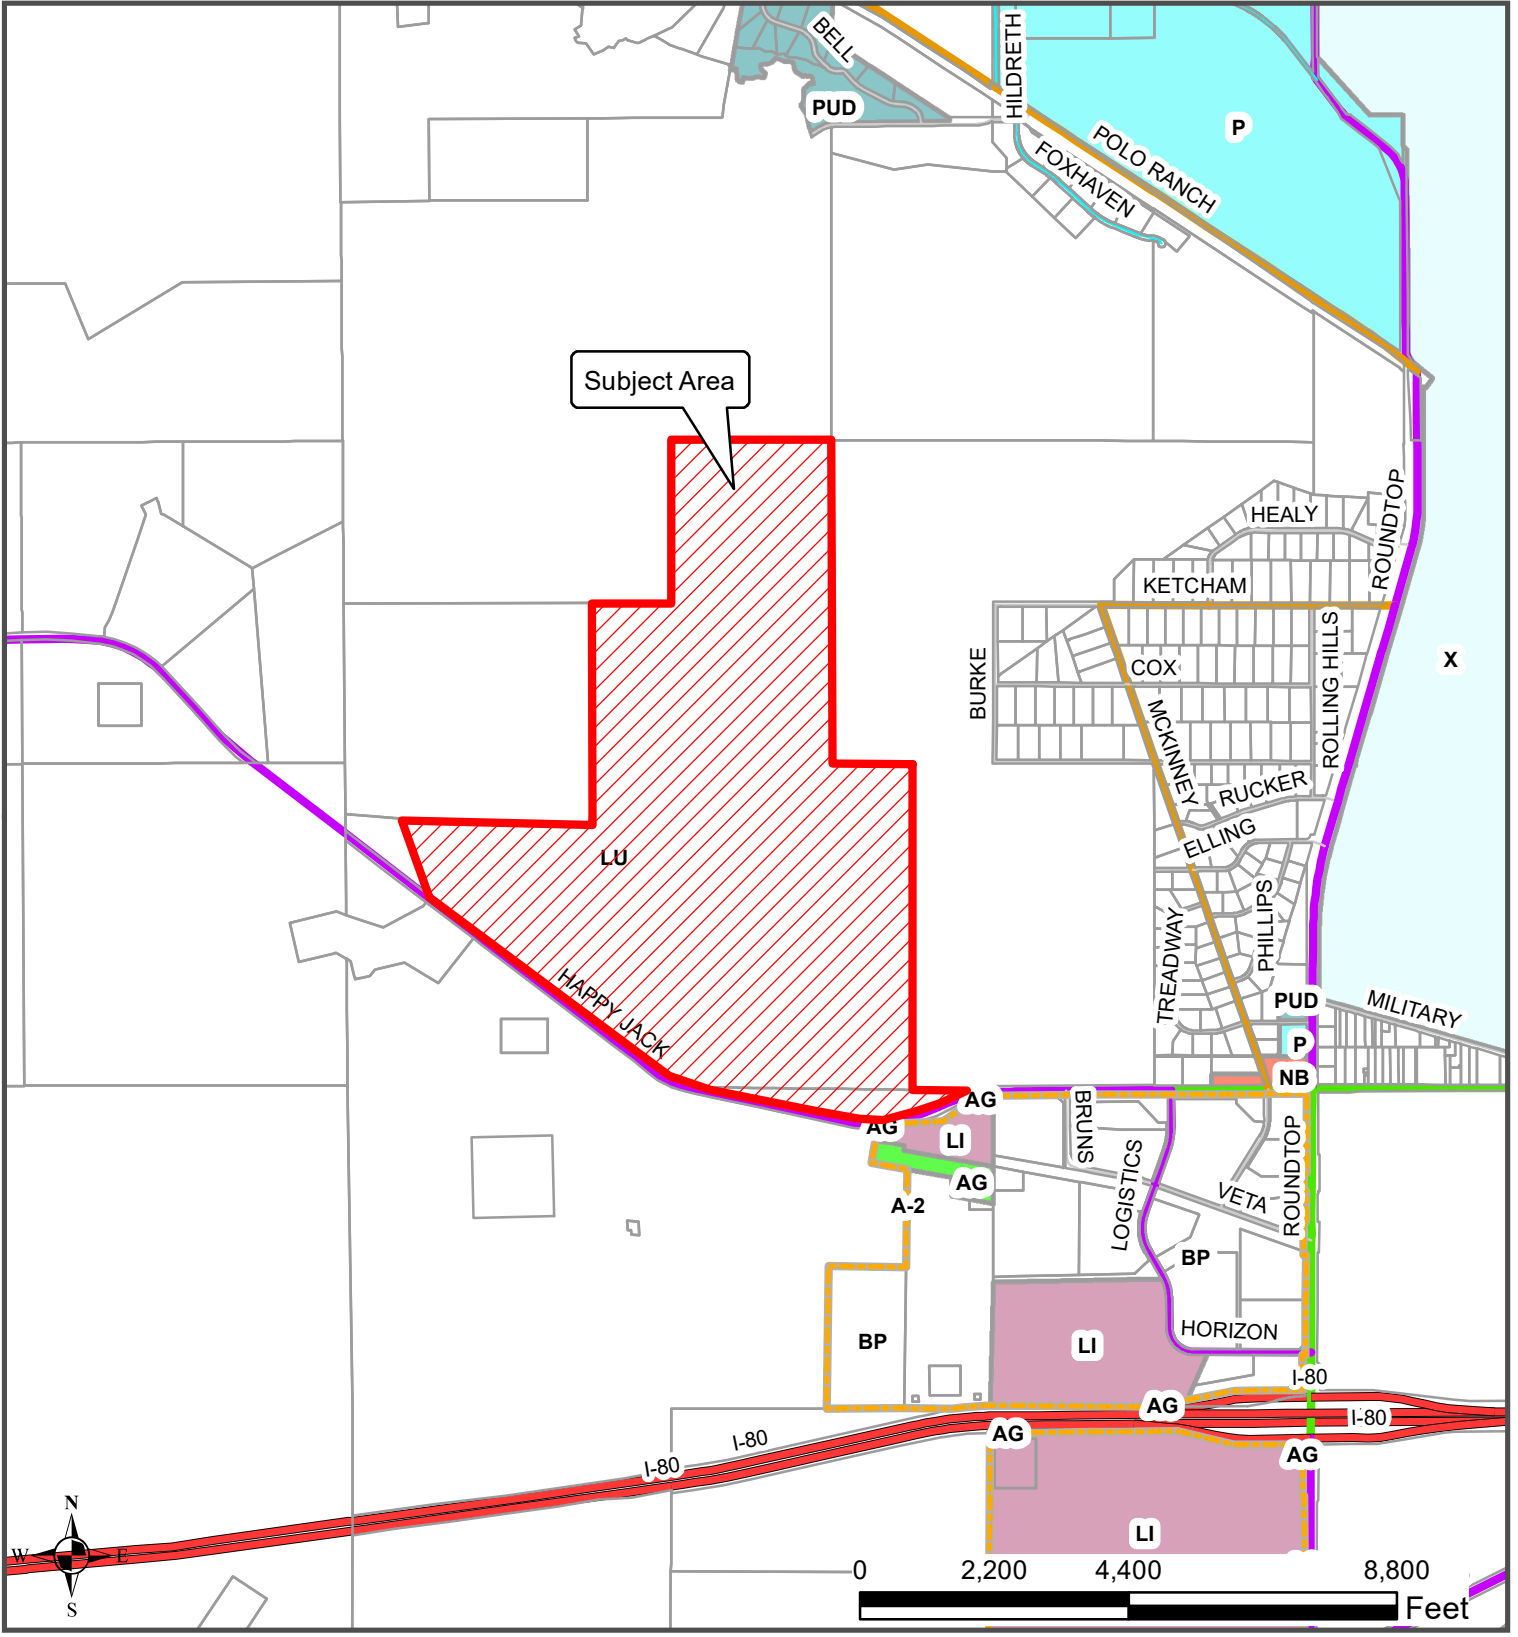 BELL
HILDRETH
PUD
P
POLO RANCH
FOXHAVEN
Subject Area
ROUNDTOP
HEALY
KETCHAM
ROLLING HILLS
BURKE
COX
X
MCKINNEY
RUCKER
ELLING
LU
PHILLIPS
TREADWAY
HAPPY JACK
PUD
MILITARY
P
NB
AG
AG
BRUNS
LI
ROUNDTOP
LOGISTICS
AG
VETA
A-2
BP
HORIZON
BP
LI
I-80
AG
I-80
AG
I-80
AG
I-80
N
LI
W
E
S
0
2,200
4,400
8,800
Feet